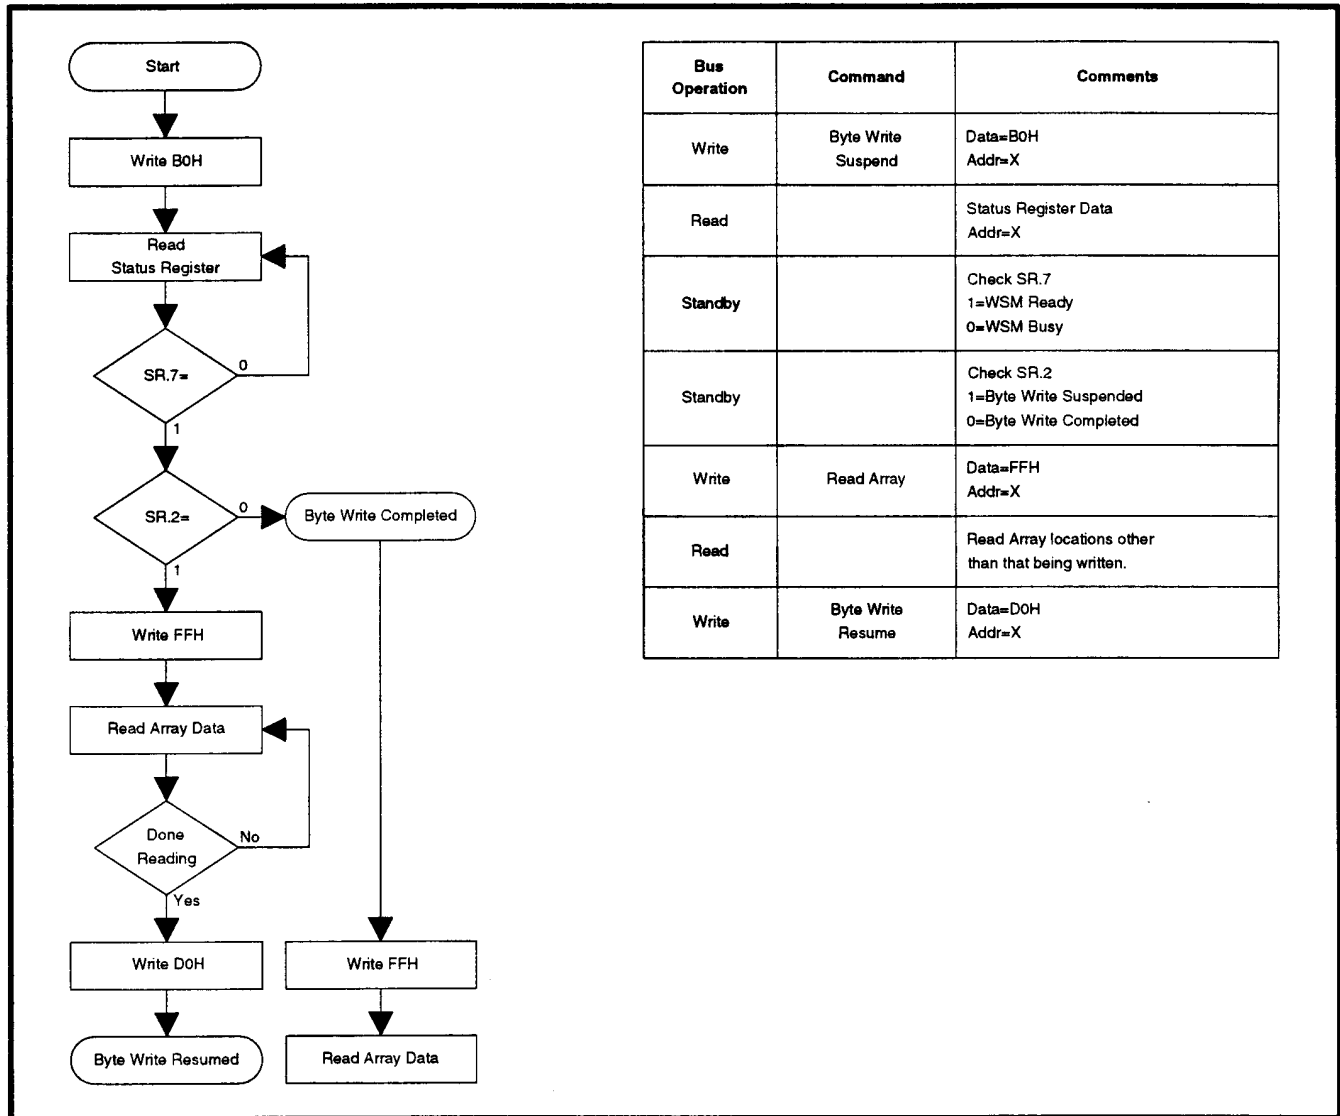 Start
Write B0H
Read
Status Register
SR.7=
0
1
SR.2=
0
Byte Write Completed
1
Write FFH
Read Array Data
Done
Reading
No
Yes
Write D0H
Write FFH
Byte Write Resumed
Read Array Data
Bus
Operation
Command
Comments
Write
Byte Write
Suspend
Data=B0H
Addr=X
Read
Status Register Data
Addr=X
Standby
Check SR.7
1=WSM Ready
0=WSM Busy
Standby
Check SR.2
1=Byte Write Suspended
0=Byte Write Completed
Write
Read Array
Data=FFH
Addr=X
Read
Read Array locations other
than that being written.
Write
Byte Write
Resume
Data=D0H
Addr=X